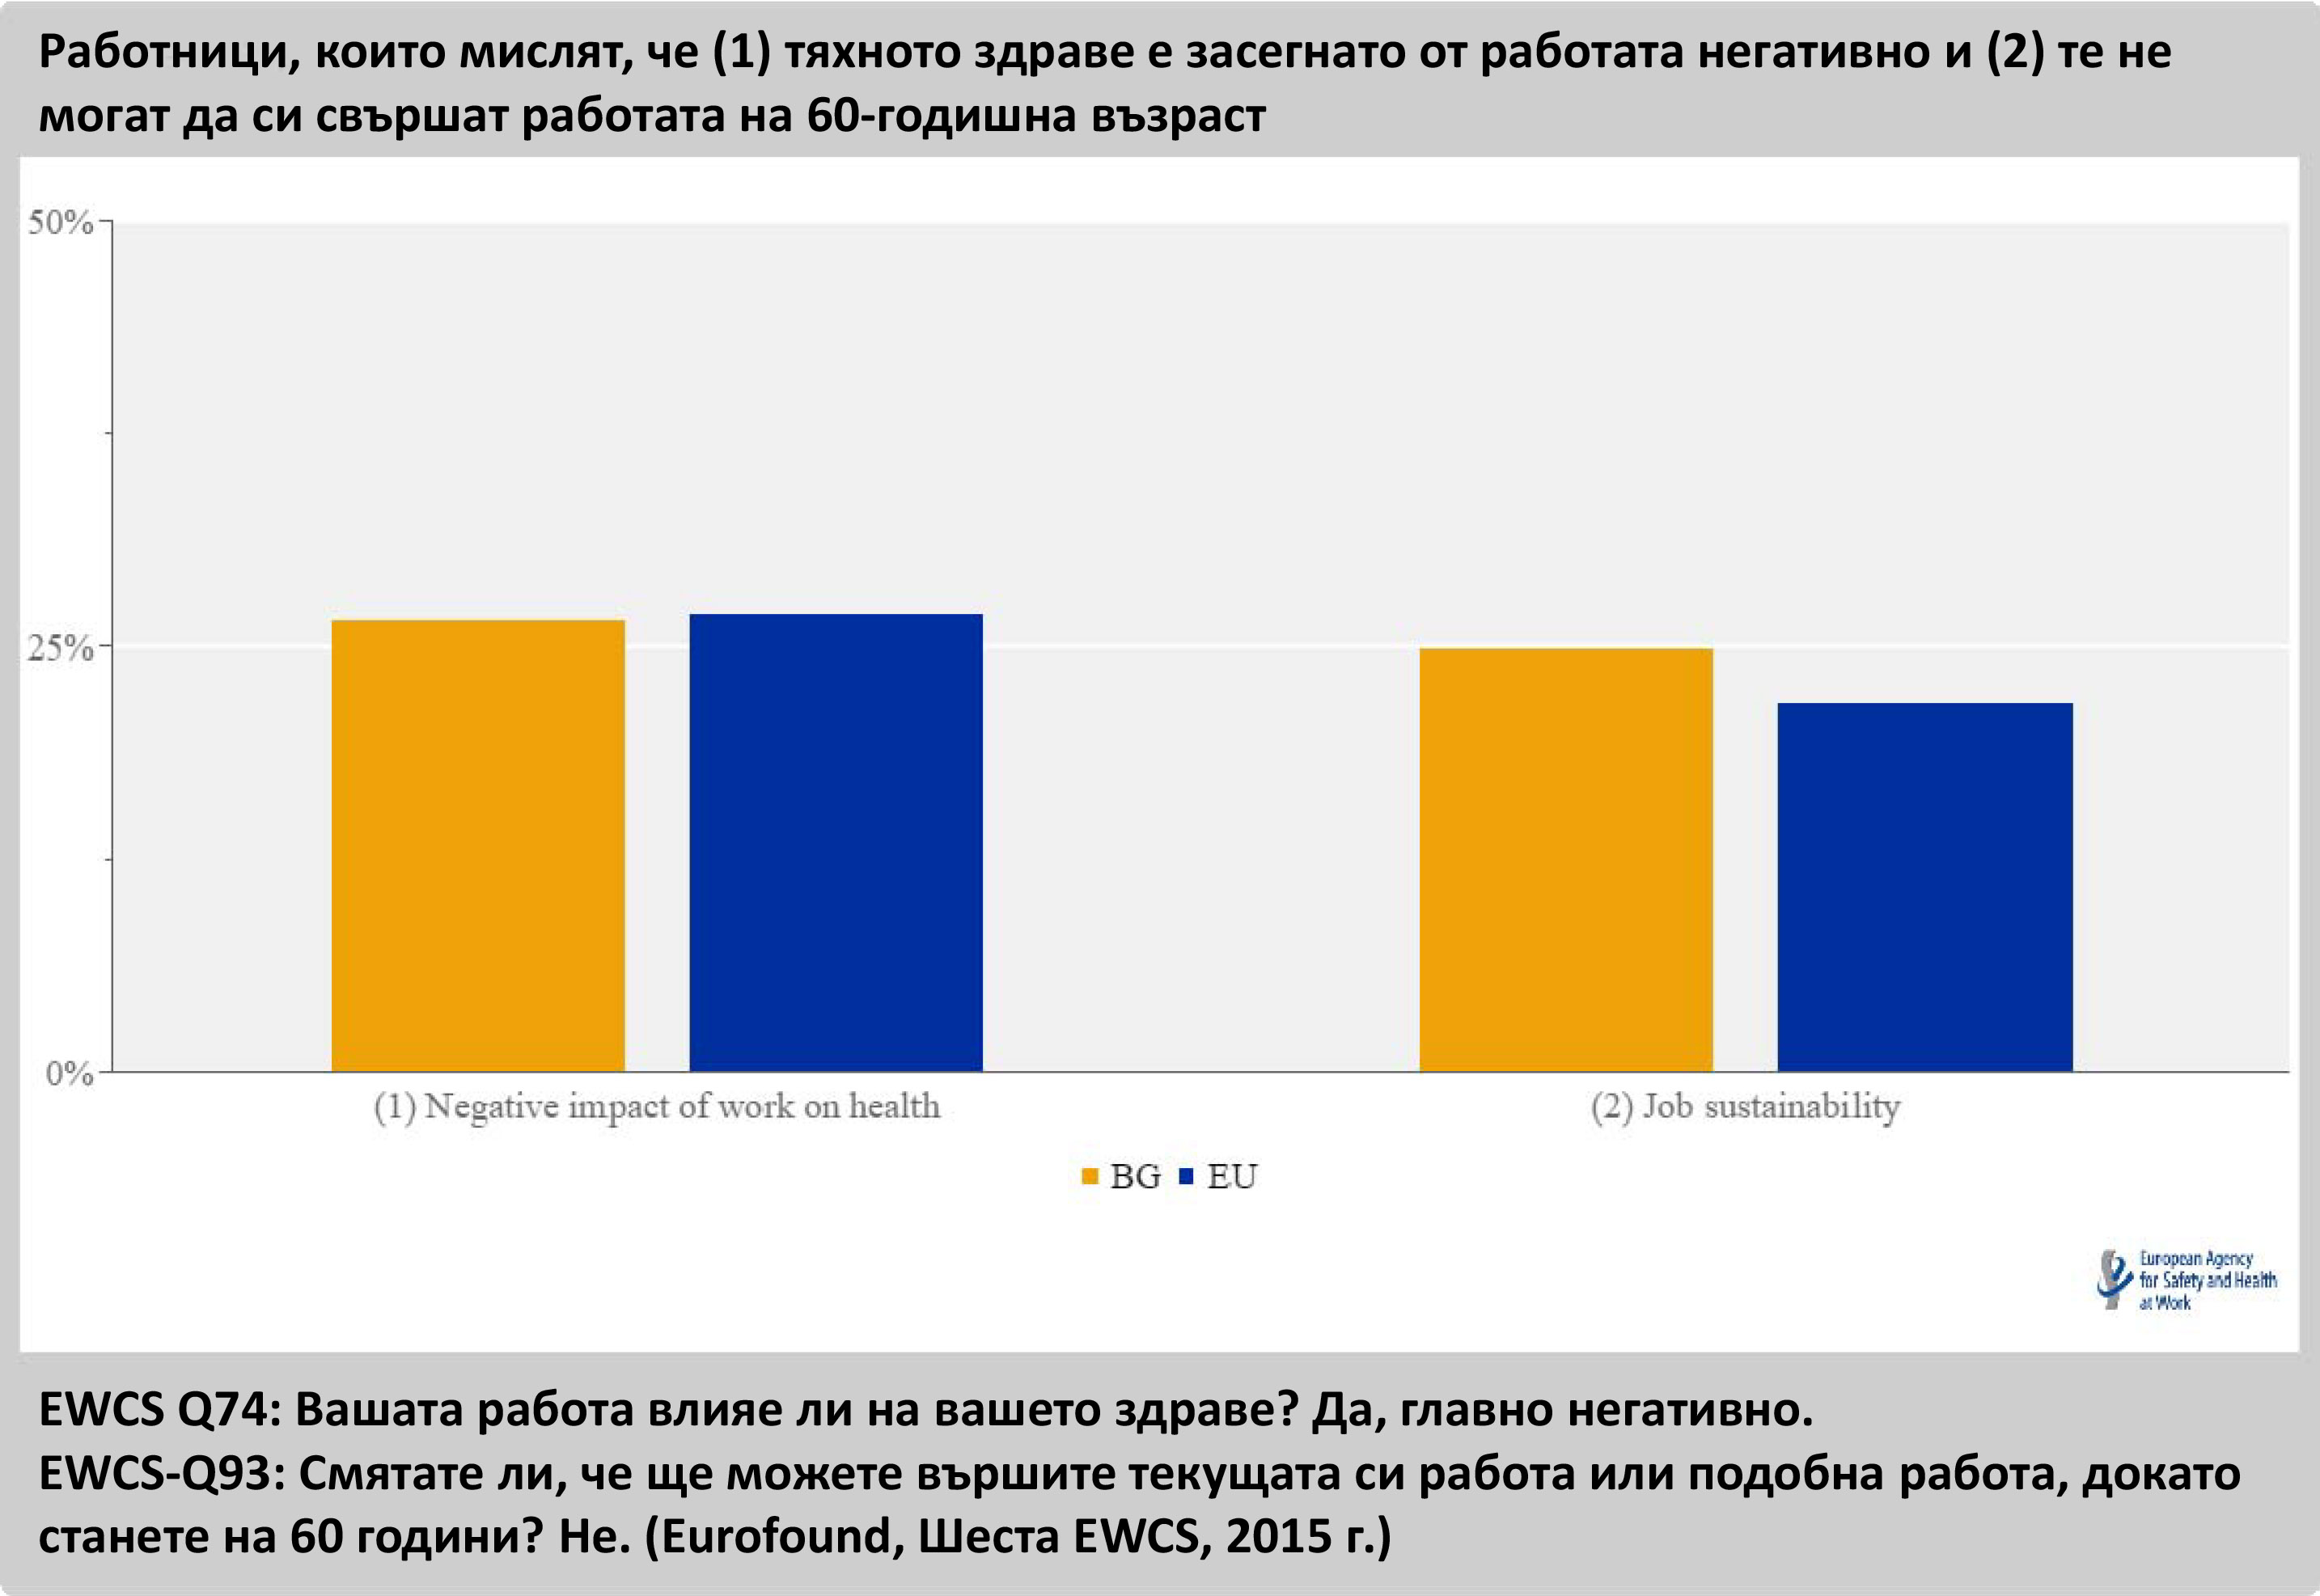 Работници, които мислят, че (1) тяхното здраве е засегнато от работата негативно и (2) те не
могат да си свършат работата на 60-годишна възраст
50%
25%
0%
(1) Negative impact of work on health
(2) Job sustainability
BG EU
European Agency
for Safety and Health
at Work
EWCS Q74: Вашата работа влияе ли на вашето здраве? Да, главно негативно.
EWCS-Q93: Смятате ли, че ще можете вършите текущата си работа или подобна работа, докато
станете на 60 години? Не. (Eurofound, Шеста EWCS, 2015 г.)